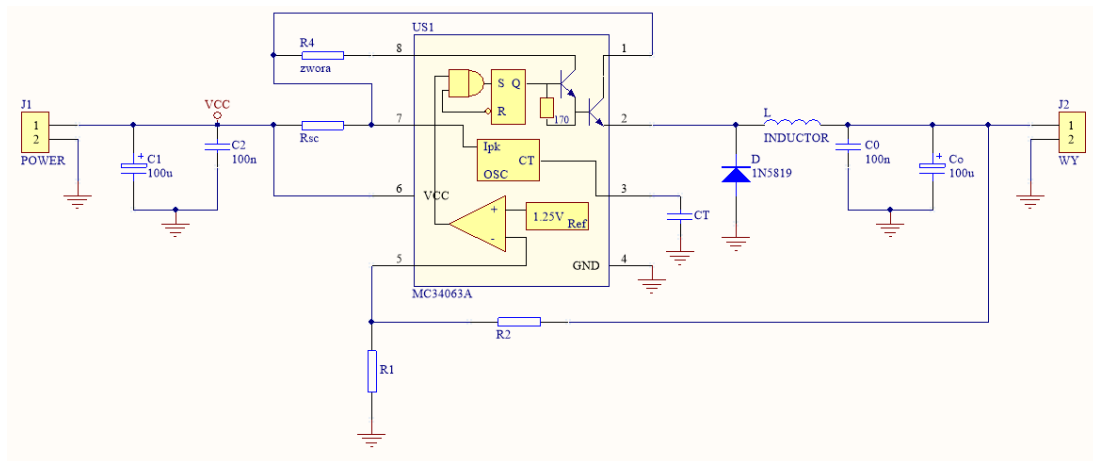 US1
R4
zwora
8
1
S Q
R
170
J1
1
2
POWER
VCC
C1
100u
C2
100n
Rsc
7
Ipk
CT
OSC
2
L
INDUCTOR
D
1N5819
C0
100n
Co
100u
J2
1
2
WY
6
VCC
+
-
1.25V
Ref
3
CT
5
GND
4
MC34063A
R2
R1